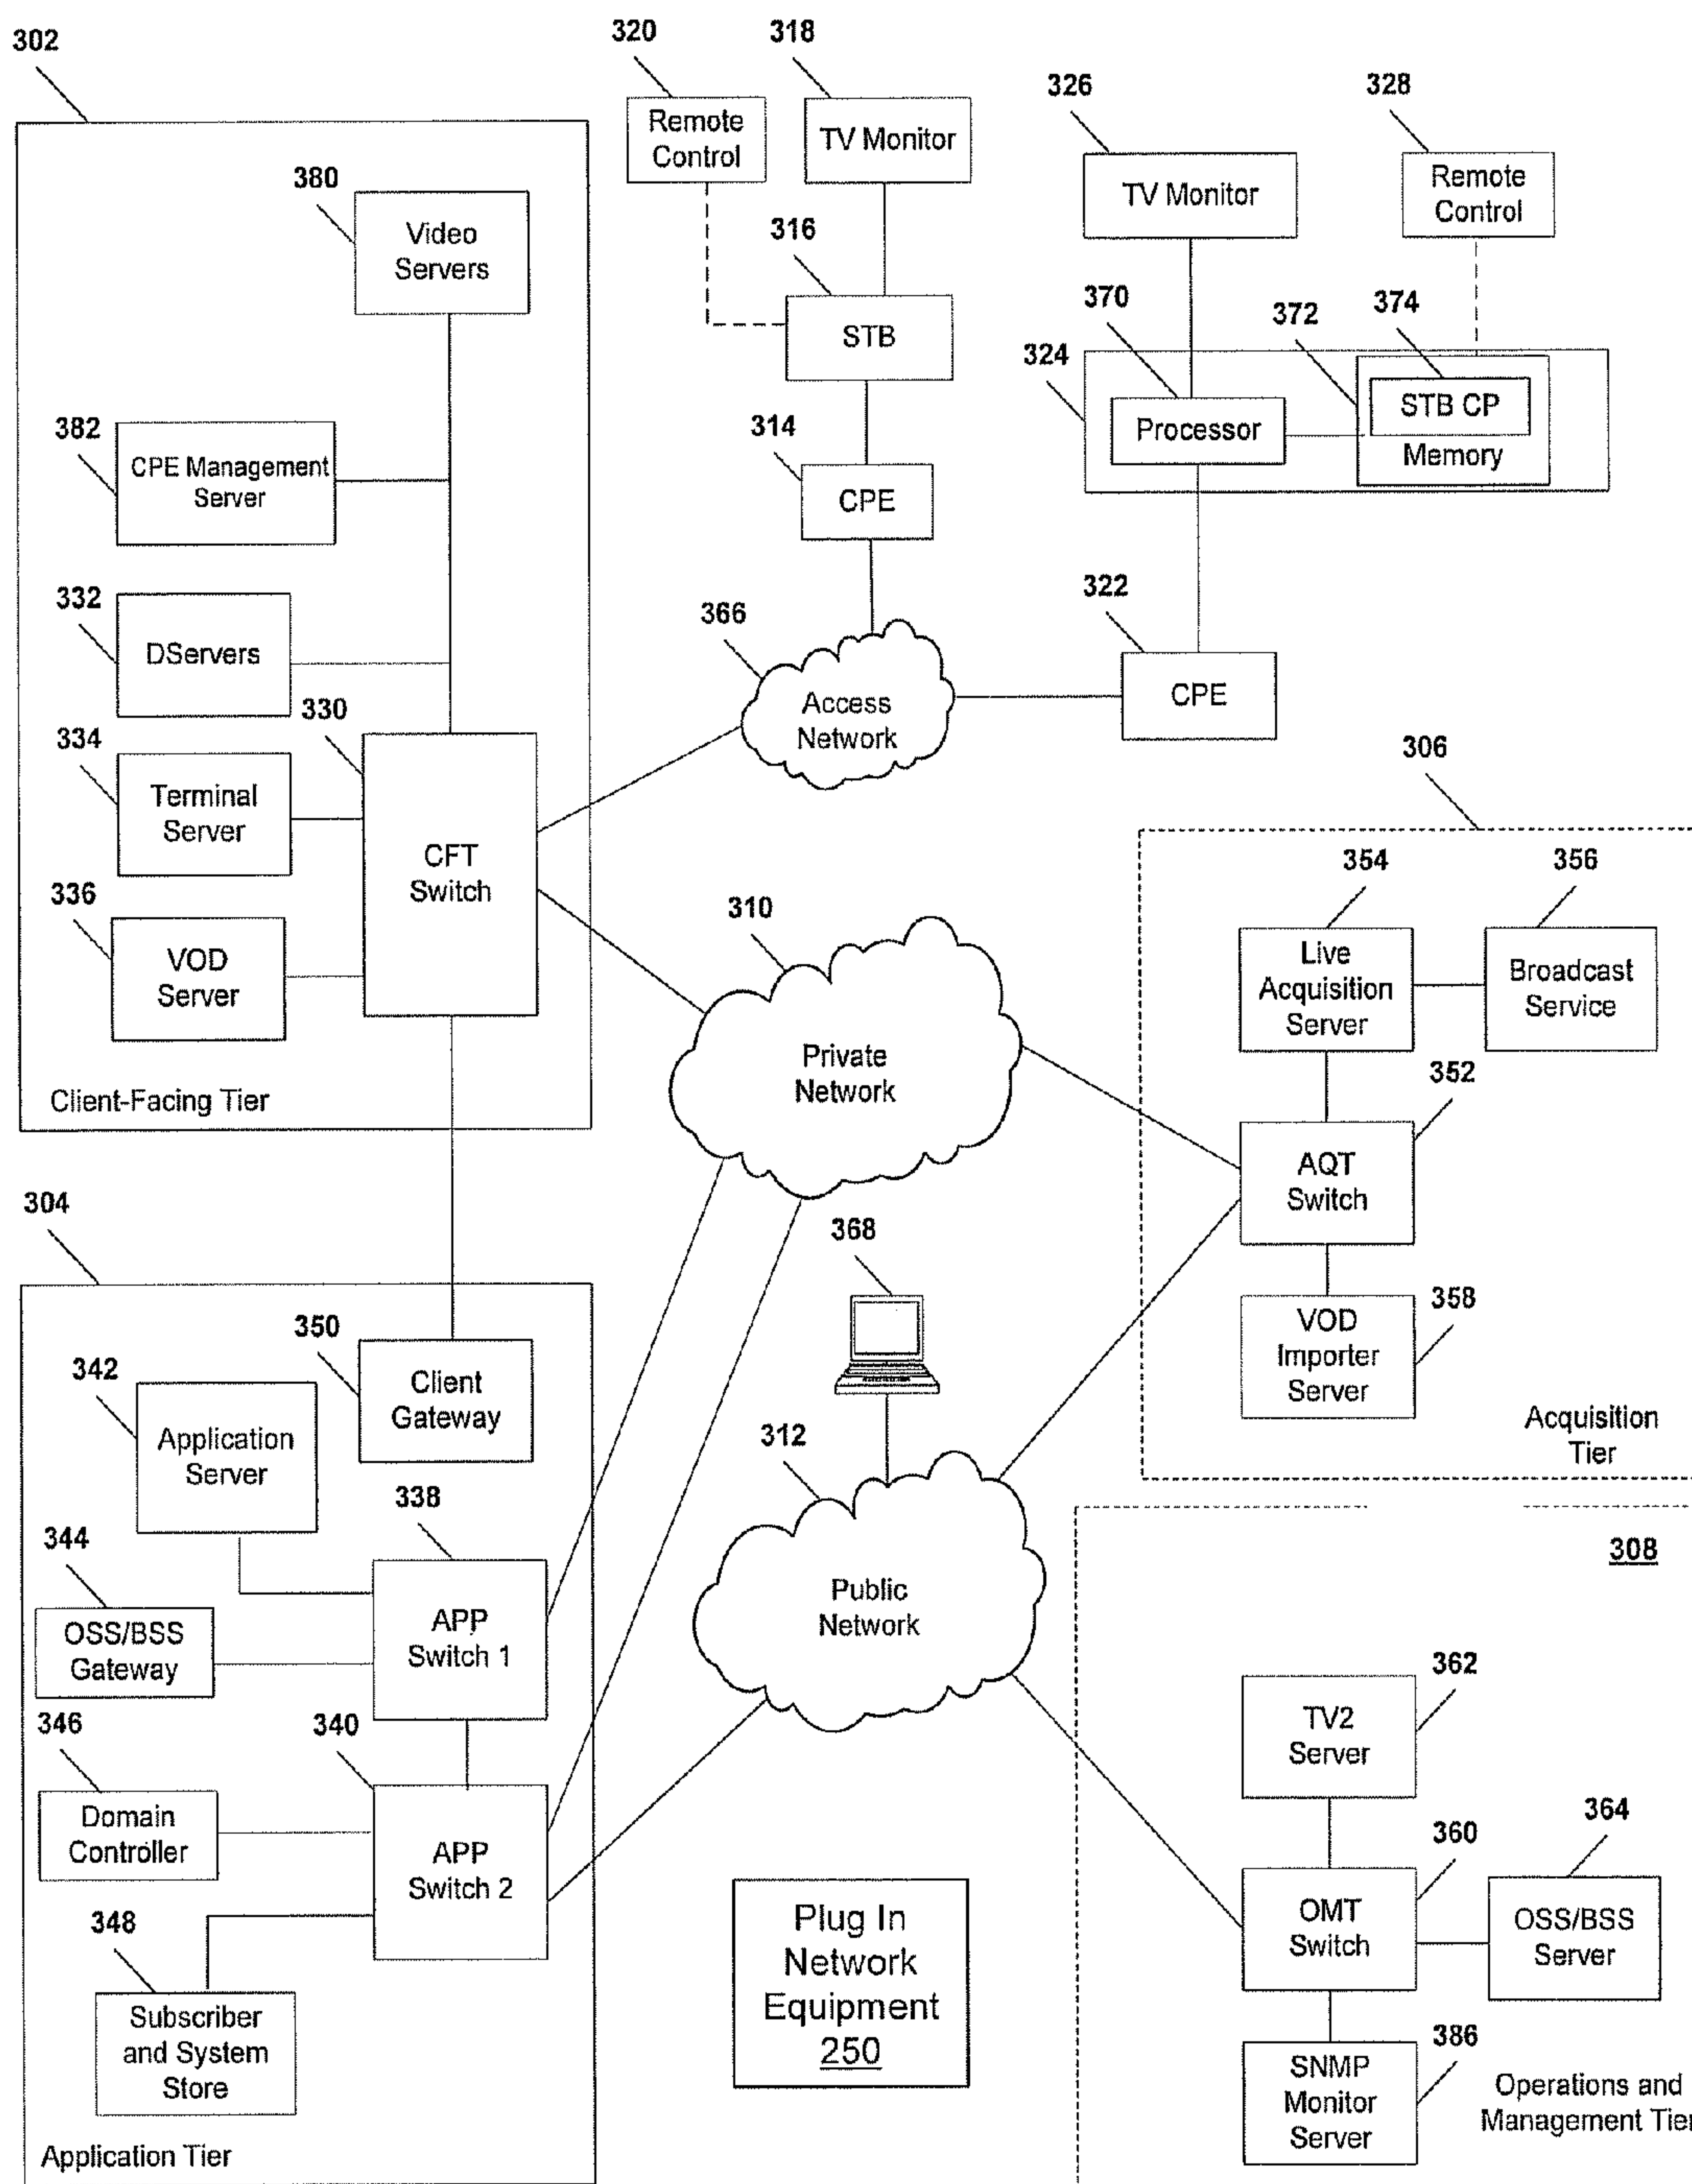 302
320
318
326
328
Remote
Control
TV Monitor
TV Monitor
Remote
Control
380
Video
Servers
316
STB
370
372
374
324
STB CP
Processor
Memory
382
CPE Management
Server
314
CPE
332
DServers
366
322
Access
Network
CPE
330
334
Terminal
Server
CFT
Switch
336
VOD
Server
Client-Facing Tier
310
Private
Network
306
354
356
Live
Acquisition
Server
Broadcast
Service
352
AQT
Switch
358
VOD
Importer
Server
Acquisition
Tier
304
368
350
Client
Gateway
342
Application
Server
338
312
344
OSS/BSS
Gateway
APP
Switch 1
Public
Network
308
346
340
Domain
Controller
APP
Switch 2
348
Subscriber
and System
Store
Application Tier
Plug In
Network
Equipment
250
362
TV2
Server
360
364
OMT
Switch
OSS/BSS
Server
386
SNMP
Monitor
Server
Operations and
Management Tier